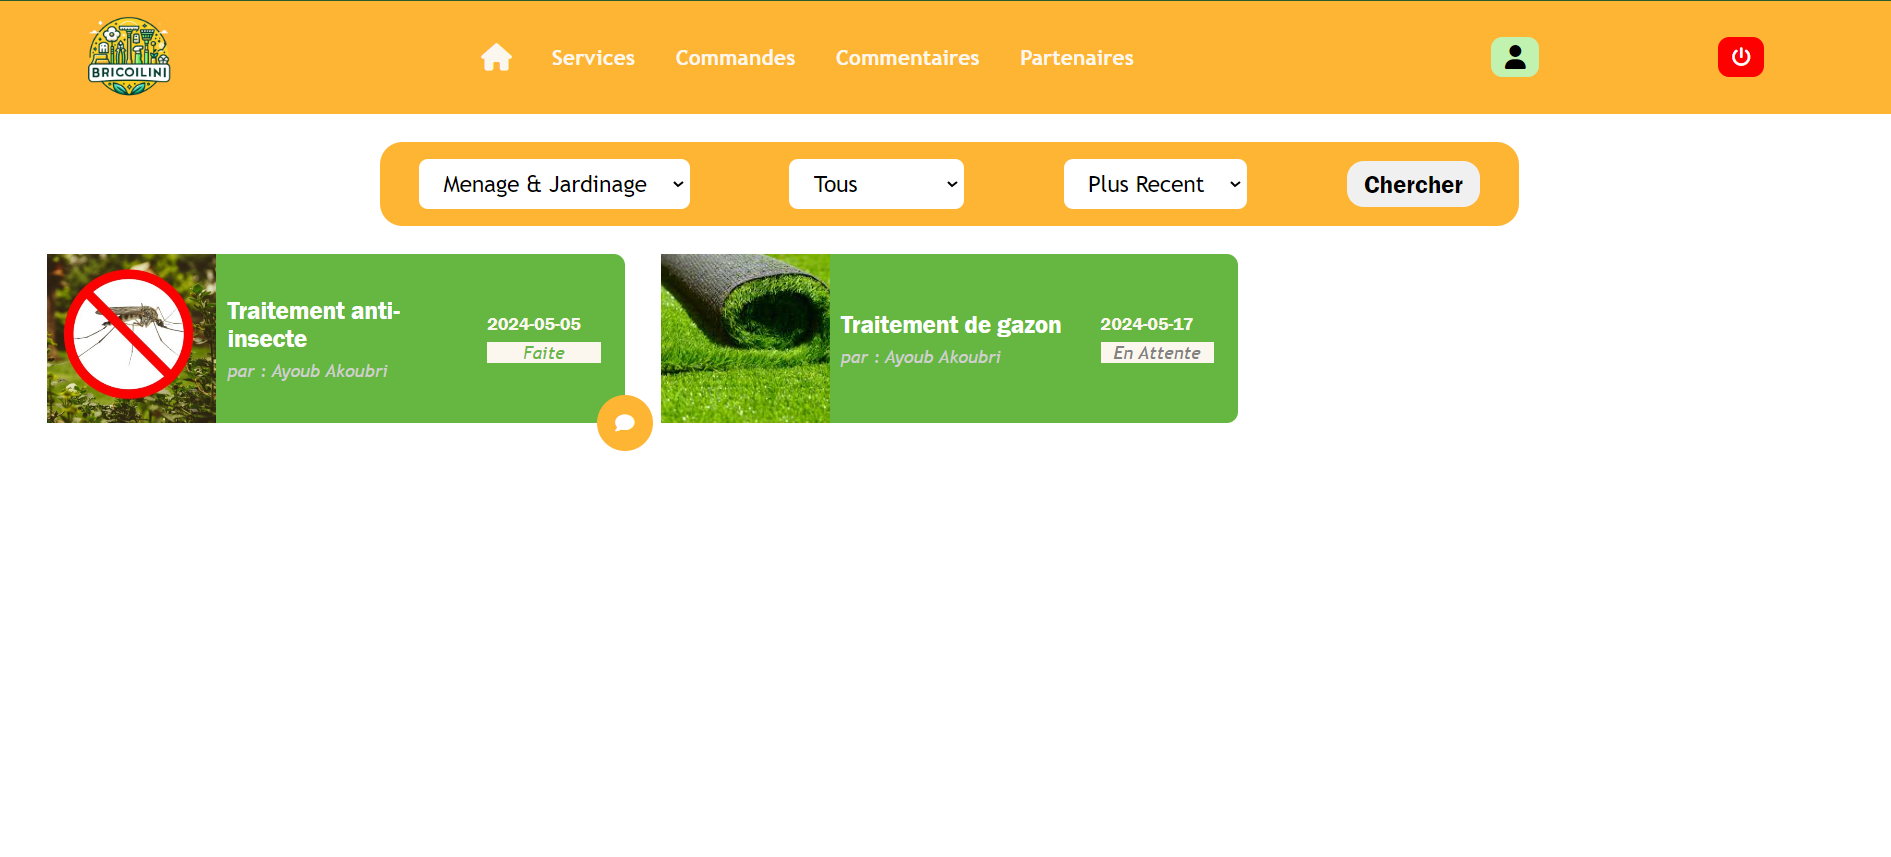 BRICOILINI
Services
Commandes
Commentaires
Partenaires
Menage & Jardinage
Tous
Plus Recent
Chercher
Traitement anti-
insecte
par : Ayoub Akoubri
2024-05-05
Faite
Traitement de gazon
par : Ayoub Akoubri
2024-05-17
En Attente